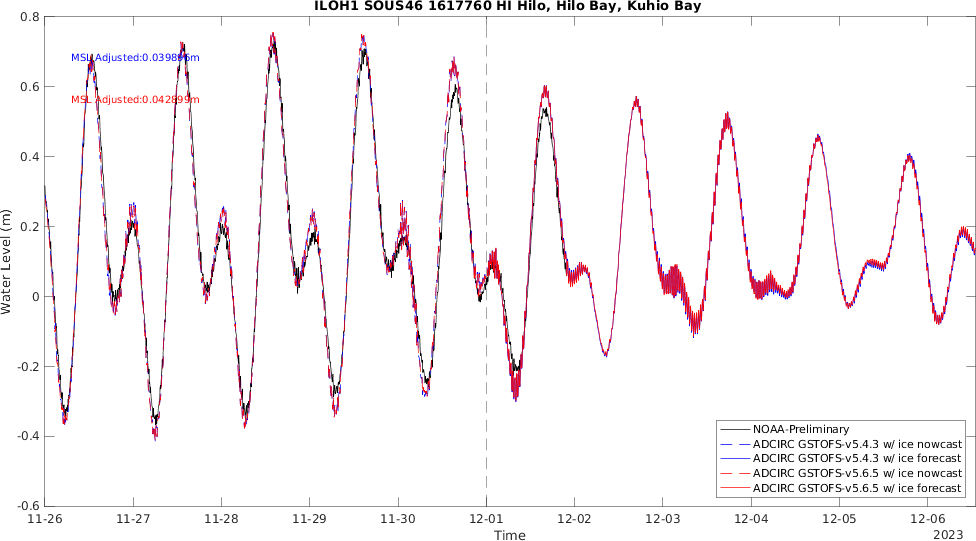 ILOH1 SOUS46 1617760 HI Hilo, Hilo Bay, Kuhio Bay
MSL Adjusted:0.039896m
MSL Adjusted:0.042899m
Water Level (m)
0.8
0.6
0.4
0.2
0
-0.2
-0.4
-0.6
NOAA-Preliminary
ADCIRC GSTOFS-v5.4.3 w/ ice nowcast
ADCIRC GSTOFS-v5.4.3 w/ ice forecast
ADCIRC GSTOFS-v5.6.5 w/ ice nowcast
ADCIRC GSTOFS-v5.6.5 w/ ice forecast
11-26 11-27 11-28 11-29 11-30 12-01 12-02 12-03 12-04 12-05 12-06
Time
2023